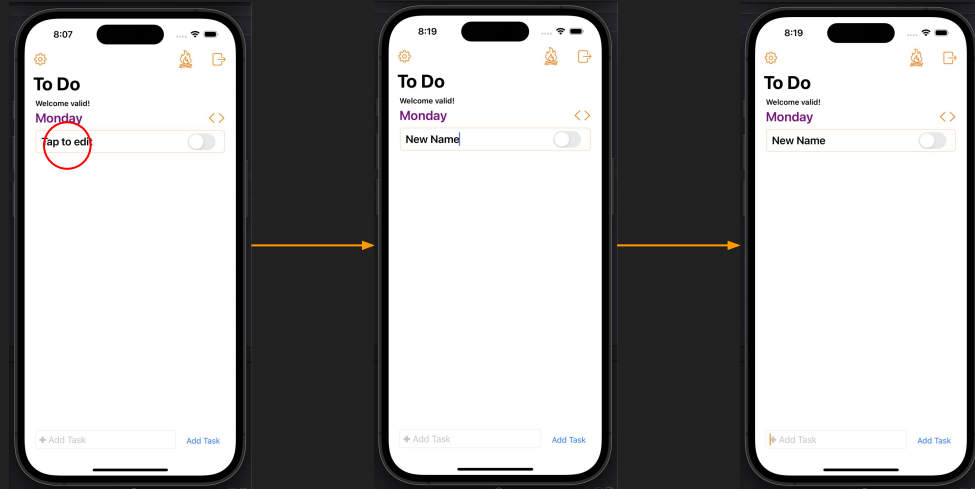 8:07
To Do
Welcome valid!
Monday
< >
Tap to edit
+ Add Task
Add Task
8:19
To Do
Welcome valid!
Monday
< >
New Name
+ Add Task
Add Task
8:19
To Do
Welcome valid!
Monday
< >
New Name
+ Add Task
Add Task